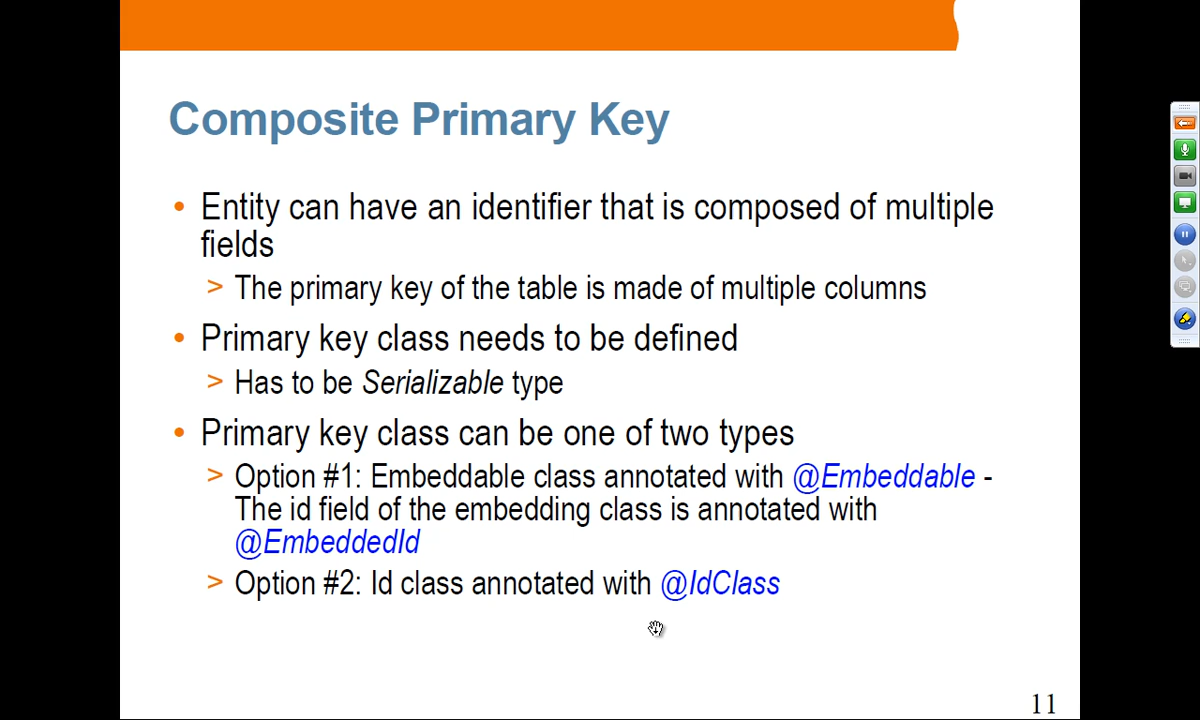 Composite Primary Key
• Entity can have an identifier that is composed of multiple
fields
> The primary key of the table is made of multiple columns
• Primary key class needs to be defined
> Has to be Serializable type
• Primary key class can be one of two types
> Option #1: Embeddable class annotated with @Embeddable -
The id field of the embedding class is annotated with
@EmbeddedId
> Option #2: Id class annotated with @IdClass
11